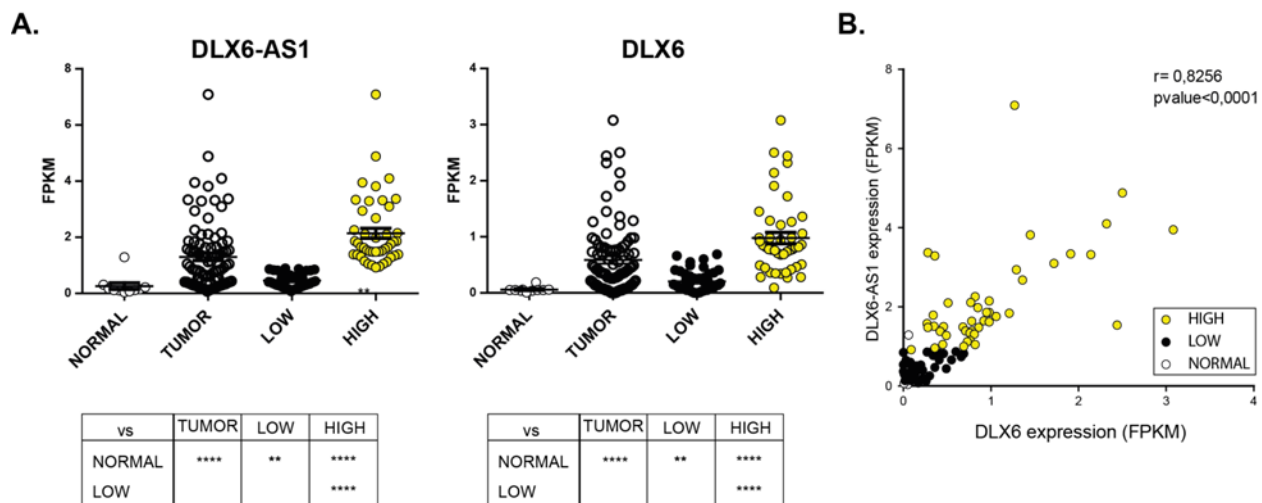 A.
DLX6-AS1
8
6
4
2
0
FPKM
**
NORMAL
TUMOR
LOW
HIGH
DLX6
4
3
2
1
0
FPKM
NORMAL
TUMOR
LOW
HIGH
vs TUMOR LOW HIGH
NORMAL **** ** ****
LOW ****
vs TUMOR LOW HIGH
NORMAL **** ** ****
LOW ****
B.
r= 0,8256
pvalue<0,0001
8
6
4
2
0
DLX6-AS1 expression (FPKM)
HIGH
LOW
NORMAL
0 1 2 3 4
DLX6 expression (FPKM)